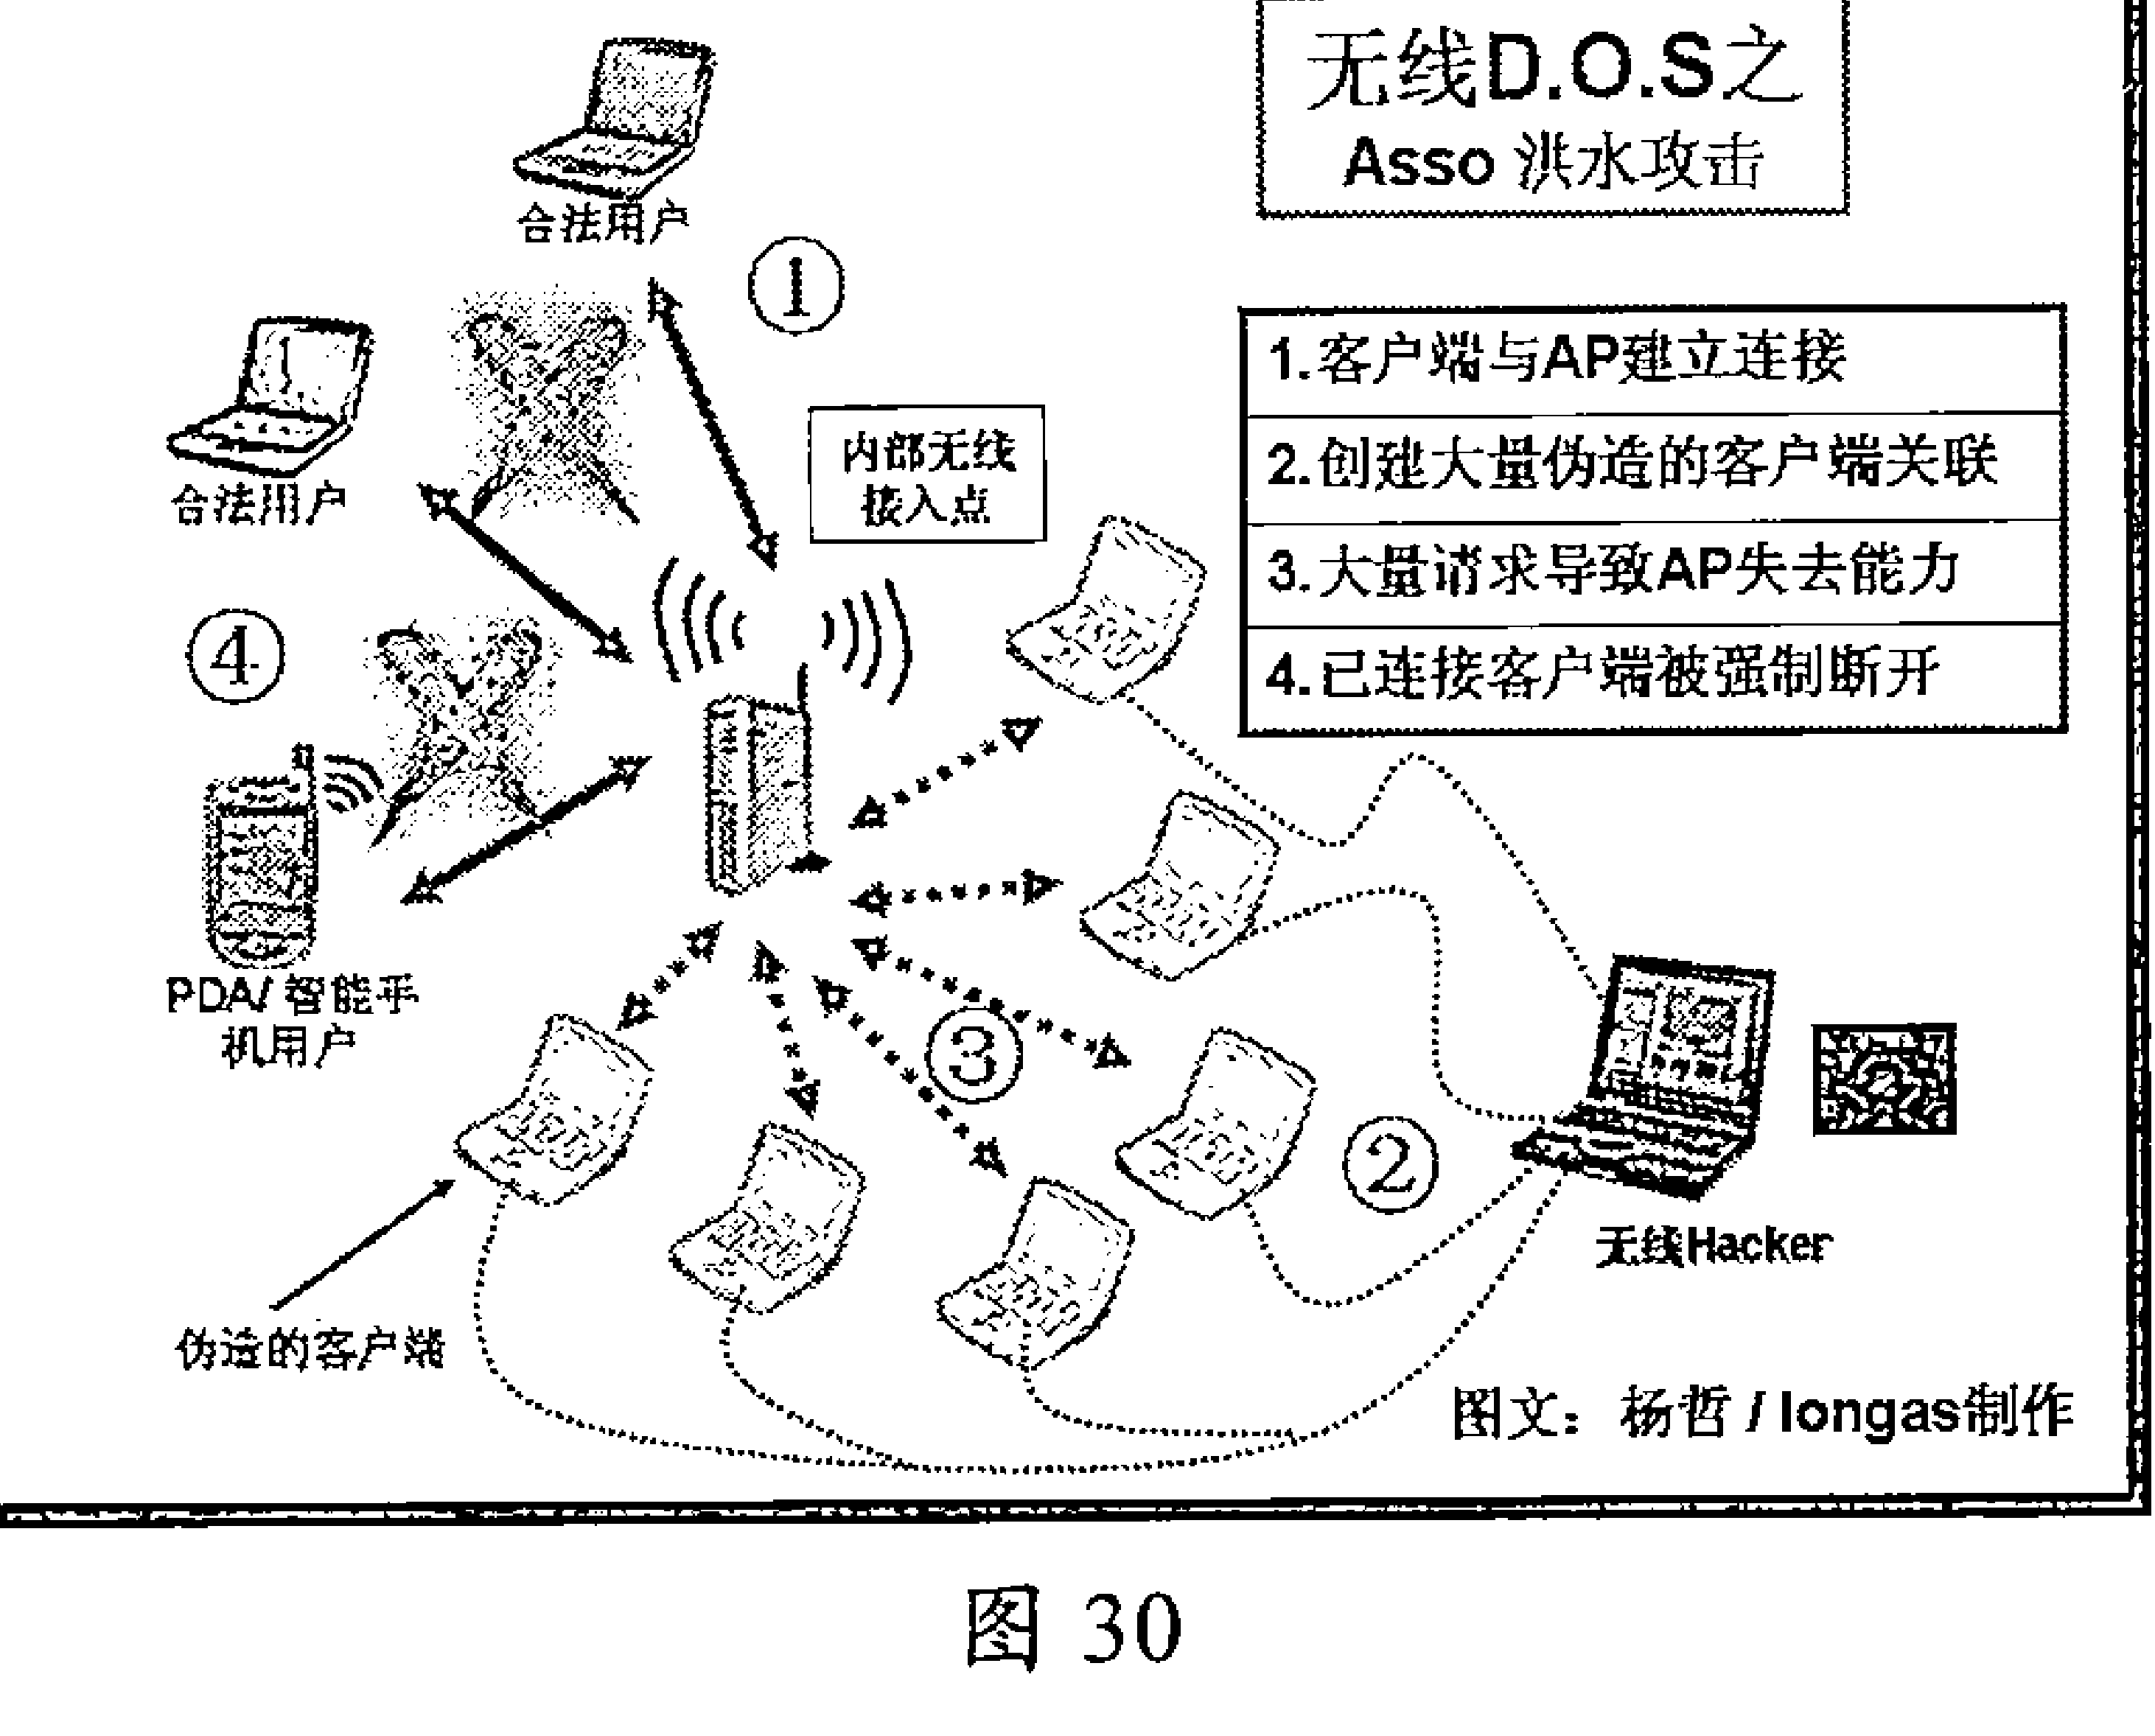 无线D.O.S之
Asso 洪水攻击
合法用户
①
1.客户端与AP建立连接
2.创建大量伪造的客户端关联
3.大量请求导致AP失去能力
4.已连接客户端被强制断开
内部无线
接入点
合法用户
④
PDA/ 智能手
机用户
③
②
无线Hacker
伪造的客户端
图文：杨哲 / longas制作
图 30